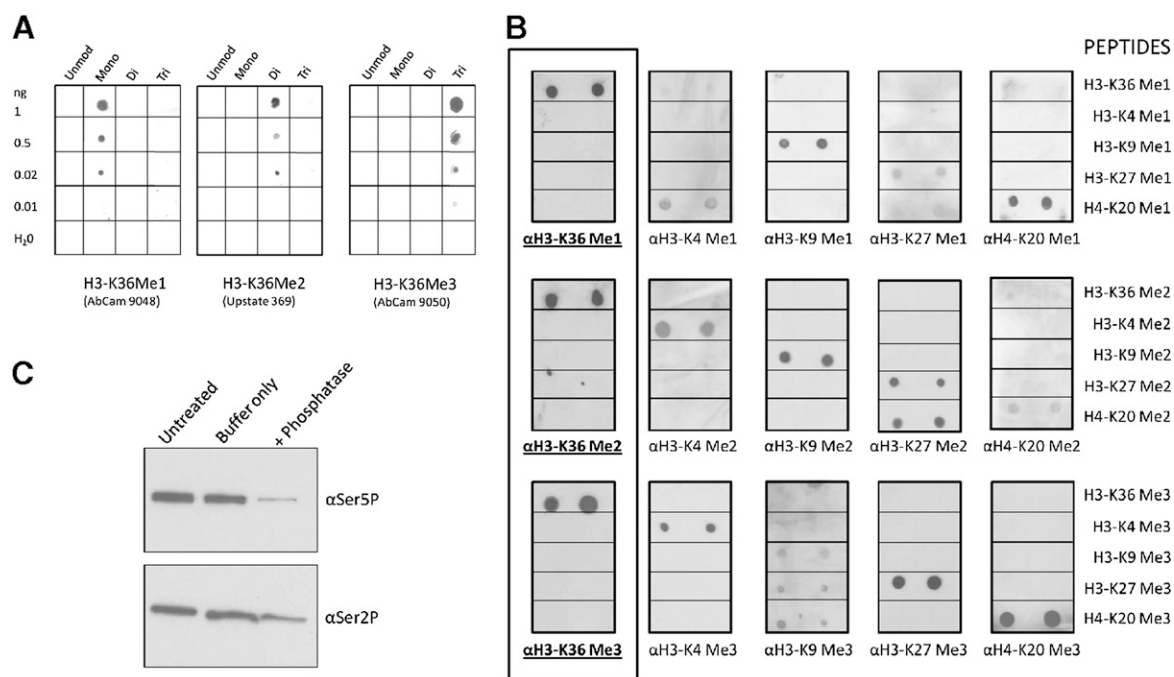 A
Unmod Mono Di Tri Unmod Mono Di Tri Unmod Mono Di Tri
ng
1
0.5
0.02
0.01
H₂0
H3-K36Me1 H3-K36Me2 H3-K36Me3
(AbCam 9048) (Upstate 369) (AbCam 9050)
B
PEPTIDES
H3-K36 Me1
H3-K4 Me1
H3-K9 Me1
H3-K27 Me1
H4-K20 Me1
αH3-K36 Me1 αH3-K4 Me1 αH3-K9 Me1 αH3-K27 Me1 αH4-K20 Me1
H3-K36 Me2
H3-K4 Me2
H3-K9 Me2
H3-K27 Me2
H4-K20 Me2
αH3-K36 Me2 αH3-K4 Me2 αH3-K9 Me2 αH3-K27 Me2 αH4-K20 Me2
H3-K36 Me3
H3-K4 Me3
H3-K9 Me3
H3-K27 Me3
H4-K20 Me3
αH3-K36 Me3 αH3-K4 Me3 αH3-K9 Me3 αH3-K27 Me3 αH4-K20 Me3
C
Untreated Buffer only + Phosphatase
αSer5P
αSer2P